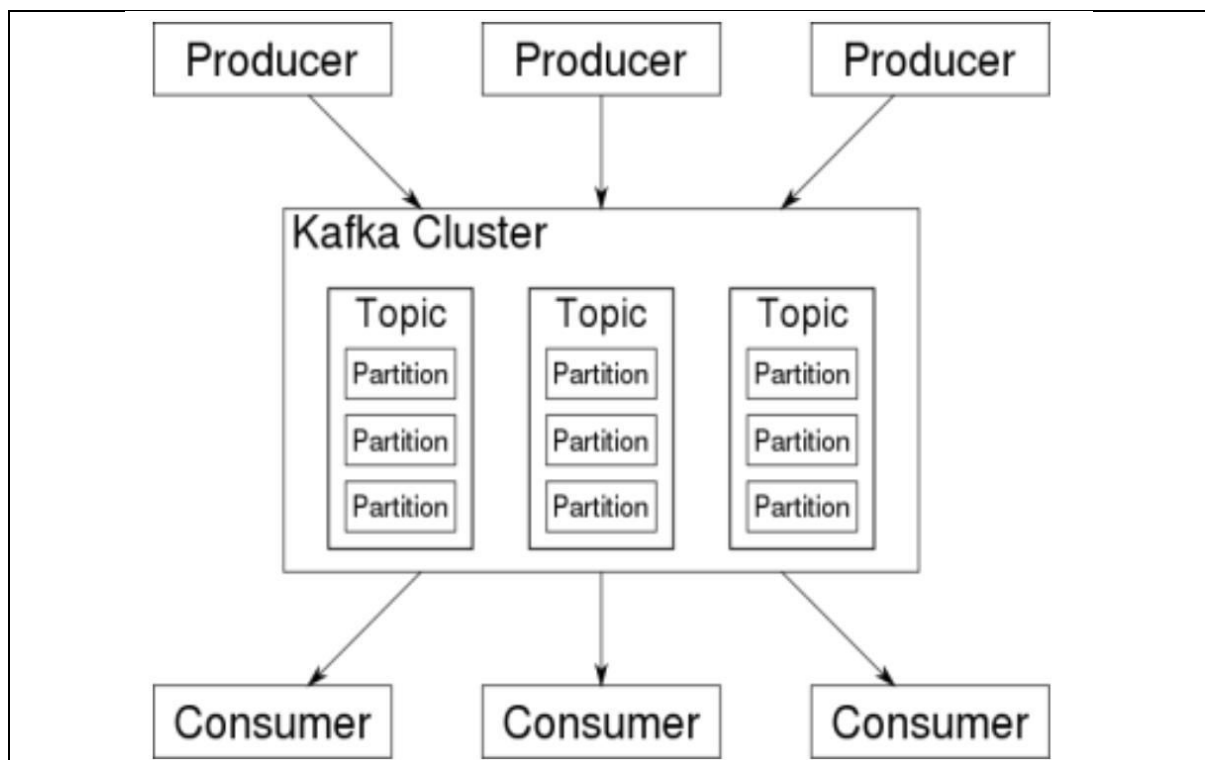 Producer Producer Producer
Kafka Cluster
Topic Topic Topic
Partition Partition Partition
Partition Partition Partition
Partition Partition Partition
Consumer Consumer Consumer